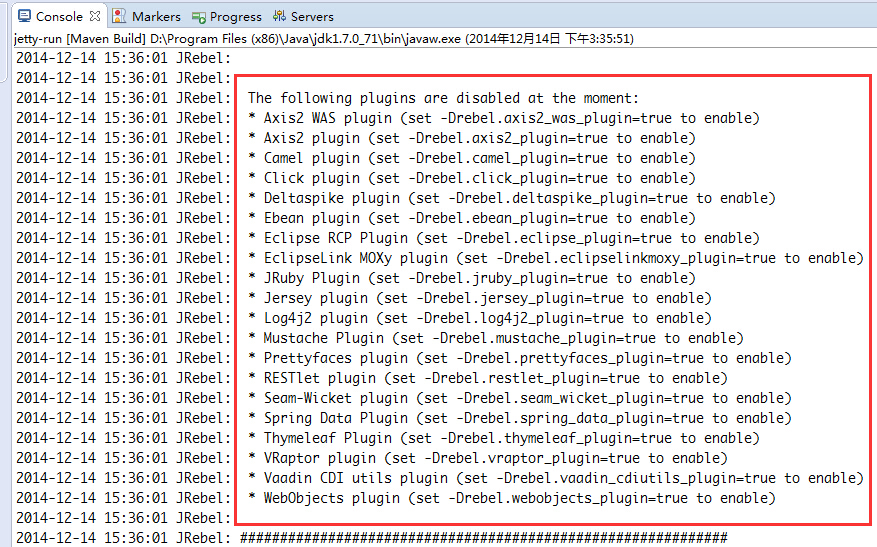 Console Markers Progress Servers
jetty-run [Maven Build] D:\Program Files (x86)\Java\jdk1.7.0_71\bin\javaw.exe (2014年12月14日 下午3:35:51)
2014-12-14 15:36:01 JRebel:
2014-12-14 15:36:01 JRebel:
2014-12-14 15:36:01 JRebel: The following plugins are disabled at the moment:
2014-12-14 15:36:01 JRebel: * Axis2 WAS plugin (set -Drebel.axis2_was_plugin=true to enable)
2014-12-14 15:36:01 JRebel: * Axis2 plugin (set -Drebel.axis2_plugin=true to enable)
2014-12-14 15:36:01 JRebel: * Camel plugin (set -Drebel.camel_plugin=true to enable)
2014-12-14 15:36:01 JRebel: * Click plugin (set -Drebel.click_plugin=true to enable)
2014-12-14 15:36:01 JRebel: * Deltaspike plugin (set -Drebel.deltaspike_plugin=true to enable)
2014-12-14 15:36:01 JRebel: * Ebean plugin (set -Drebel.ebean_plugin=true to enable)
2014-12-14 15:36:01 JRebel: * Eclipse RCP Plugin (set -Drebel.eclipse_plugin=true to enable)
2014-12-14 15:36:01 JRebel: * EclipseLink MOXy plugin (set -Drebel.eclipselinkmoxy_plugin=true to enable)
2014-12-14 15:36:01 JRebel: * JRuby Plugin (set -Drebel.jruby_plugin=true to enable)
2014-12-14 15:36:01 JRebel: * Jersey plugin (set -Drebel.jersey_plugin=true to enable)
2014-12-14 15:36:01 JRebel: * Log4j2 plugin (set -Drebel.log4j2_plugin=true to enable)
2014-12-14 15:36:01 JRebel: * Mustache Plugin (set -Drebel.mustache_plugin=true to enable)
2014-12-14 15:36:01 JRebel: * Prettyfaces plugin (set -Drebel.prettyfaces_plugin=true to enable)
2014-12-14 15:36:01 JRebel: * RESTlet plugin (set -Drebel.restlet_plugin=true to enable)
2014-12-14 15:36:01 JRebel: * Seam-Wicket plugin (set -Drebel.seam_wicket_plugin=true to enable)
2014-12-14 15:36:01 JRebel: * Spring Data Plugin (set -Drebel.spring_data_plugin=true to enable)
2014-12-14 15:36:01 JRebel: * Thymeleaf Plugin (set -Drebel.thymeleaf_plugin=true to enable)
2014-12-14 15:36:01 JRebel: * VRaptor plugin (set -Drebel.vraptor_plugin=true to enable)
2014-12-14 15:36:01 JRebel: * Vaadin CDI utils plugin (set -Drebel.vaadin_cdiutils_plugin=true to enable)
2014-12-14 15:36:01 JRebel: * WebObjects plugin (set -Drebel.webobjects_plugin=true to enable)
2014-12-14 15:36:01 JRebel:
2014-12-14 15:36:01 JRebel: #############################################################